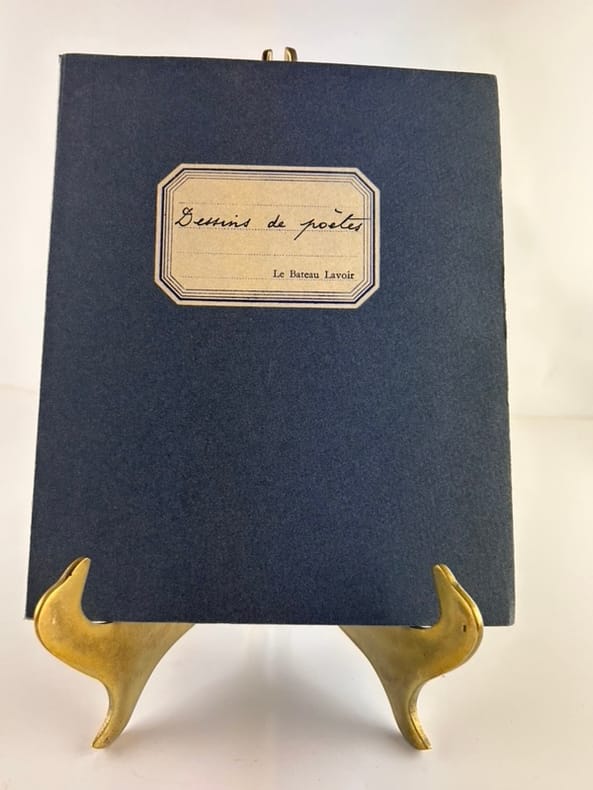 Dessins de poètes
Le Bateau Lavoir